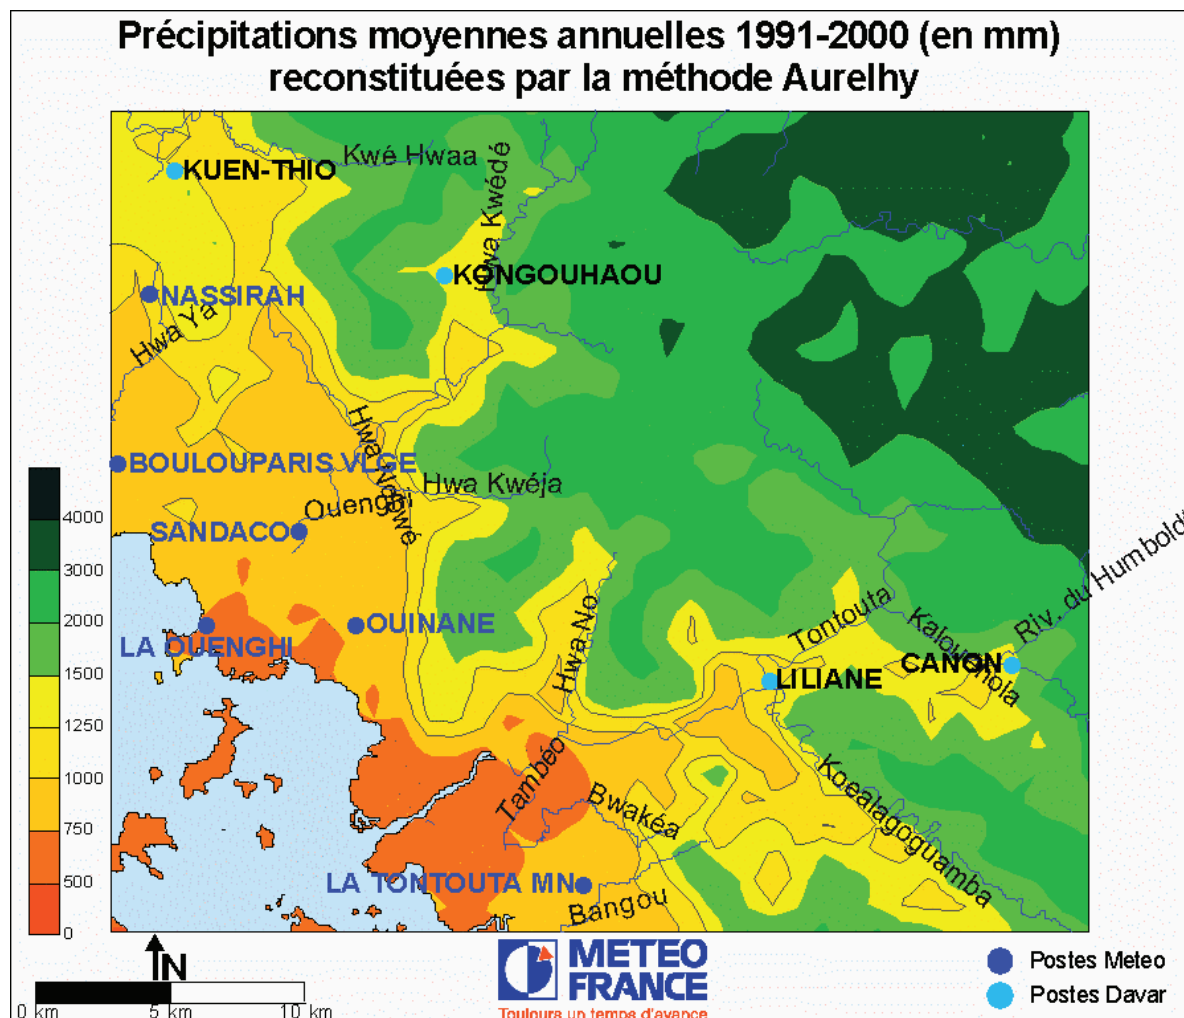 Précipitations moyennes annuelles 1991-2000 (en mm)
reconstituées par la méthode Aurelhy
Kwé Hwaa
Hwa Kwédé
KUEN-THIO
KONGOUHAOU
NASSIRAH
Hwa Ya
Hwa Nobwé
BOULOUPARIS VLGE
Hwa Kwéja
Ouenghi
SANDACO
Riv. du Humboldt
OUINANE
LA OUENGHI
Hwa No
Tontouta
Kalouehola
CANON
LILIANE
Tambéo
Bwakéa
Koealagoguamba
LA TONTOUTA MN
Bangou
4000
3000
2000
1500
1250
1000
750
500
0
N
0 km
5 km
10 km
METEO
FRANCE
Toujours un temps d'avance
Postes Meteo
Postes Davar